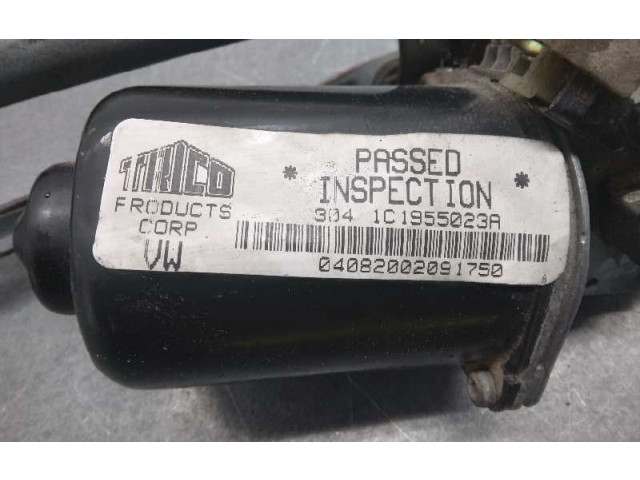 TRICO
PRODUCTS
CORP
VW
* PASSED *
INSPECTION
304 1C1955023A
04082002091750